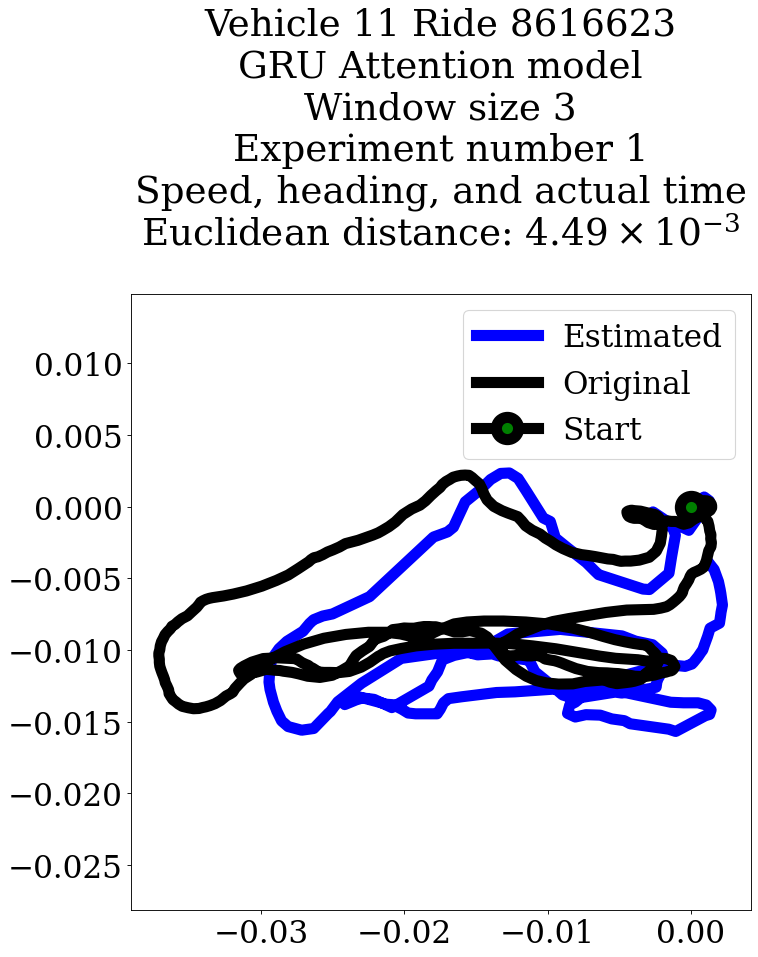 Vehicle 11 Ride 8616623
GRU Attention model
Window size 3
Experiment number 1
Speed, heading, and actual time
Euclidean distance: 4.49 × 10⁻³
Estimated
Original
Start
0.010
0.005
0.000
−0.005
−0.010
−0.015
−0.020
−0.025
−0.03
−0.02
−0.01
0.00